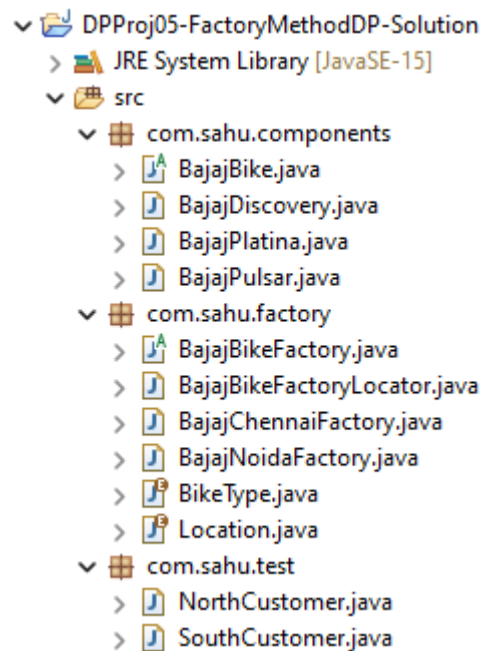 DPProj05-FactoryMethodDP-Solution
JRE System Library [JavaSE-15]
src
com.sahu.components
BajajBike.java
BajajDiscovery.java
BajajPlatina.java
BajajPulsar.java
com.sahu.factory
BajajBikeFactory.java
BajajBikeFactoryLocator.java
BajajChennaiFactory.java
BajajNoidaFactory.java
BikeType.java
Location.java
com.sahu.test
NorthCustomer.java
SouthCustomer.java